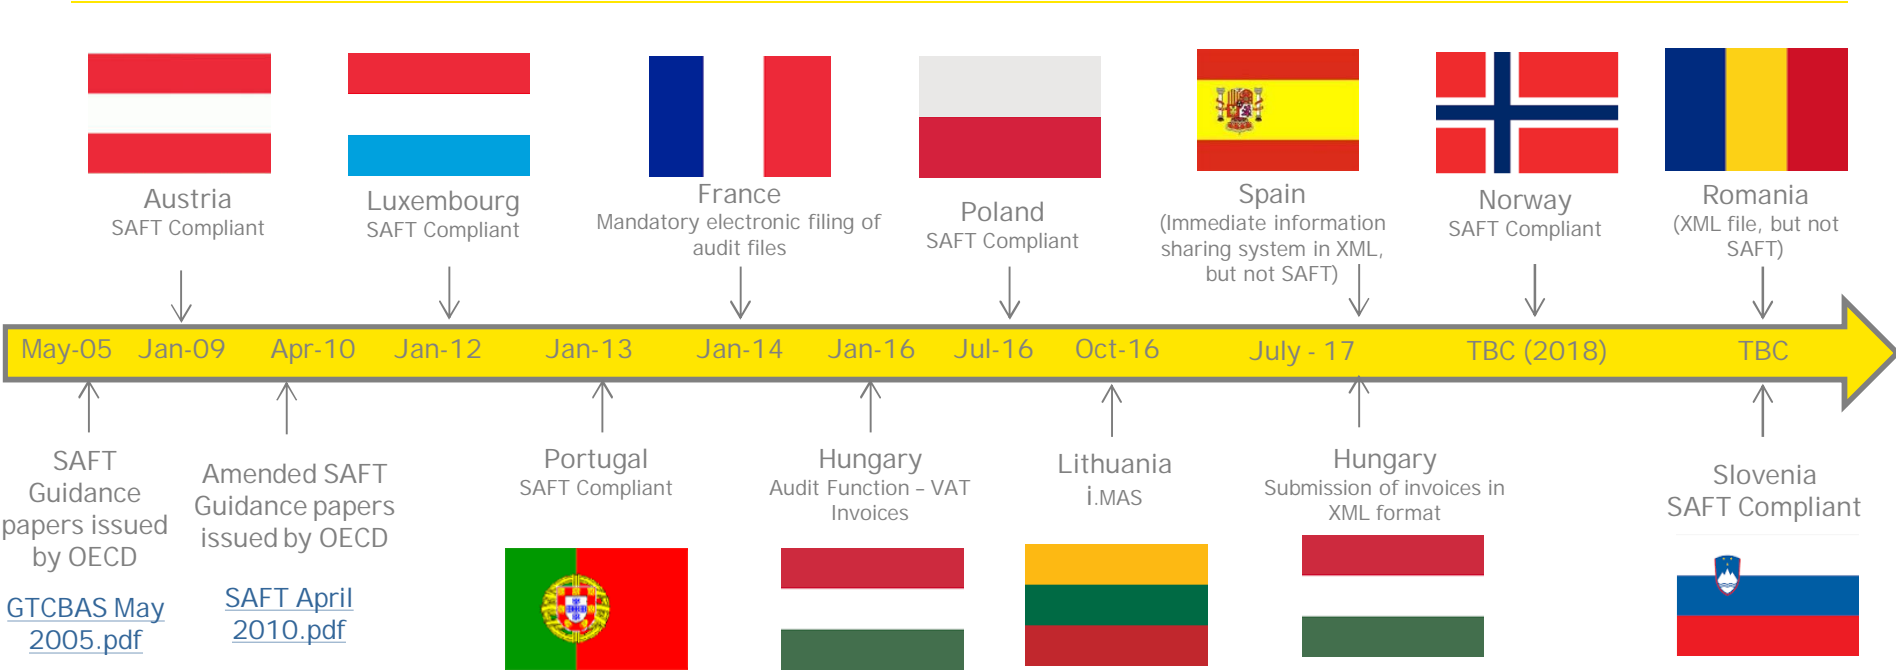 Austria
SAFT Compliant
Luxembourg
SAFT Compliant
France
Mandatory electronic filing of
audit files
Poland
SAFT Compliant
Spain
(Immediate information
sharing system in XML,
but not SAFT)
Norway
SAFT Compliant
Romania
(XML file, but not
SAFT)
May-05 Jan-09 Apr-10 Jan-12 Jan-13 Jan-14 Jan-16 Jul-16 Oct-16 July - 17 TBC (2018) TBC
SAFT
Guidance
papers issued
by OECD
GTCBAS May
2005.pdf
Amended SAFT
Guidance papers
issued by OECD
SAFT April
2010.pdf
Portugal
SAFT Compliant
Hungary
Audit Function – VAT
Invoices
Lithuania
i.MAS
Hungary
Submission of invoices in
XML format
Slovenia
SAFT Compliant